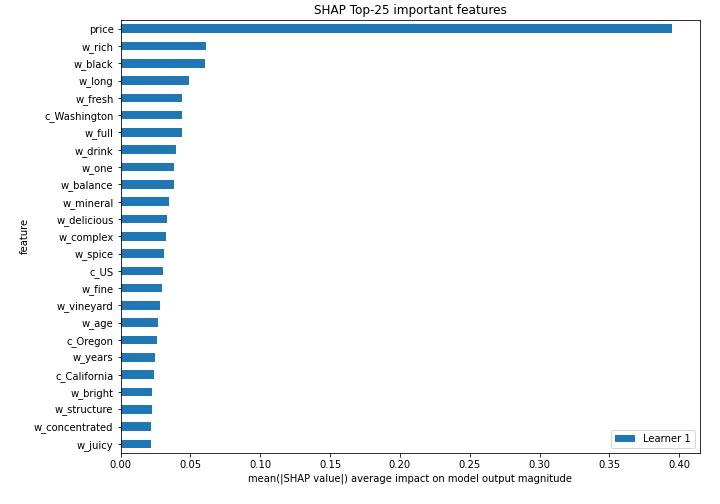 SHAP Top-25 important features
price
w_rich
w_black
w_long
w_fresh
c_Washington
w_full
w_drink
w_one
w_balance
w_mineral
w_delicious
w_complex
w_spice
c_US
w_fine
w_vineyard
w_age
c_Oregon
w_years
c_California
w_bright
w_structure
w_concentrated
w_juicy
feature
Learner 1
0.00 0.05 0.10 0.15 0.20 0.25 0.30 0.35 0.40
mean(|SHAP value|) average impact on model output magnitude